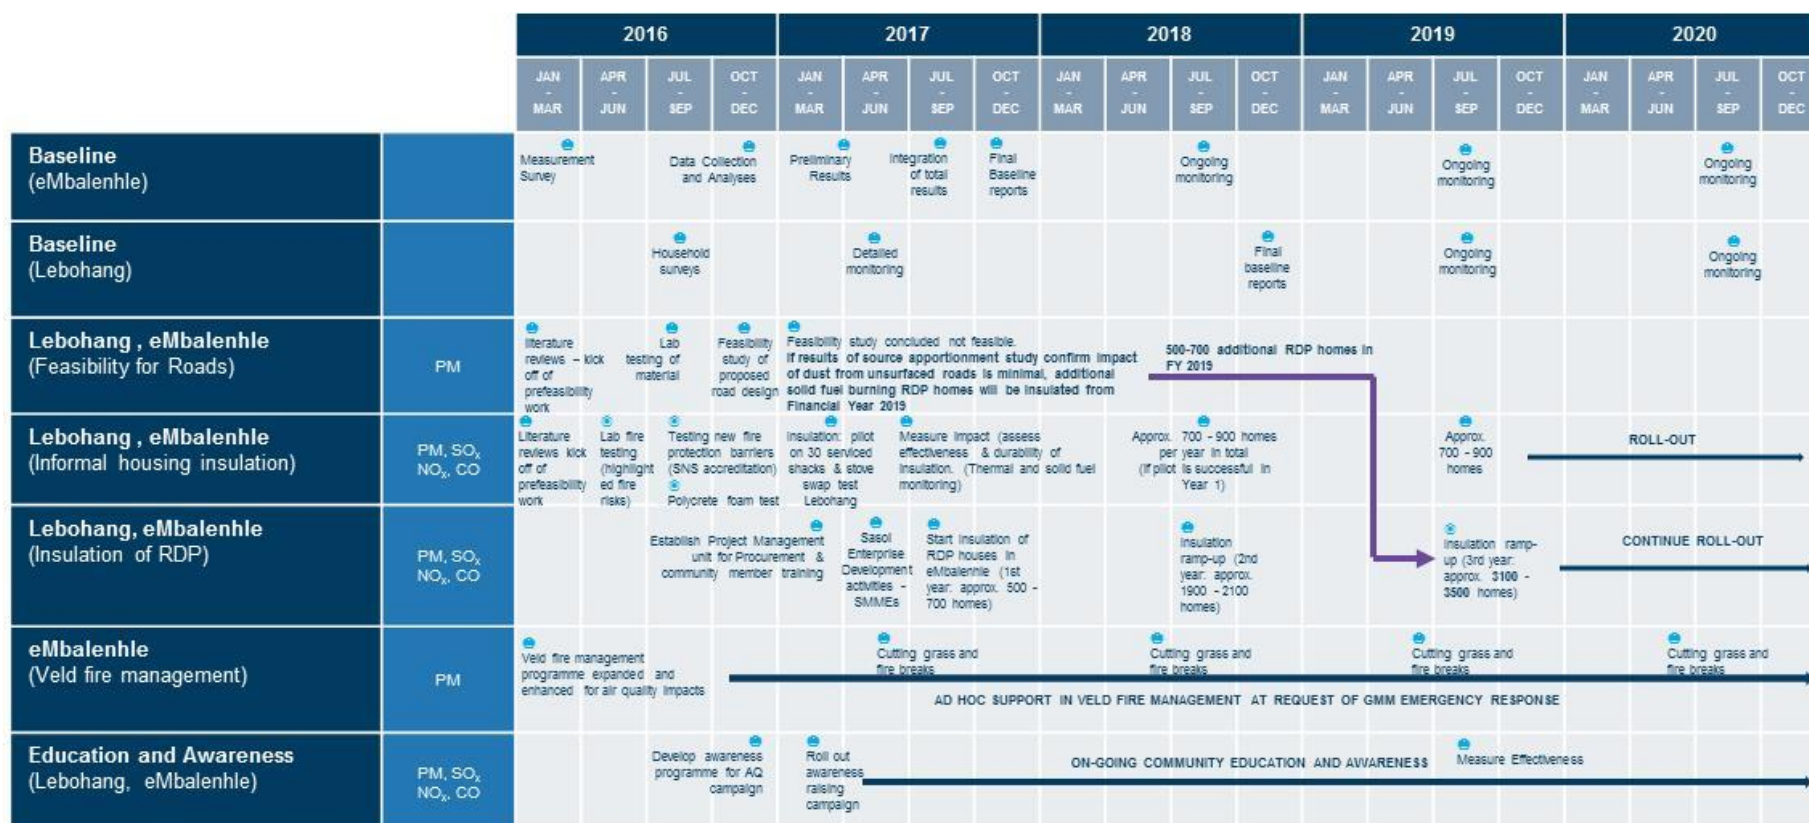 2016 2017 2018 2019 2020
JAN - MAR APR - JUN JUL - SEP OCT - DEC JAN - MAR APR - JUN JUL - SEP OCT - DEC JAN - MAR APR - JUN JUL - SEP OCT - DEC JAN - MAR APR - JUN JUL - SEP OCT - DEC JAN - MAR APR - JUN JUL - SEP OCT - DEC
Baseline
(eMbalenhle)
Measurement
Survey
Data Collection
and Analyses
Preliminary
Results
Integration
of total
results
Final
Baseline
reports
Ongoing
monitoring
Ongoing
monitoring
Ongoing
monitoring
Baseline
(Lebohang)
Household
surveys
Detailed
monitoring
Final
baseline
reports
Ongoing
monitoring
Ongoing
monitoring
Lebohang , eMbalenhle
(Feasibility for Roads)
PM
literature
reviews – kick
off of
prefeasibility
work
Lab
testing of
material
Feasibility
study of
proposed
road design
Feasibility study concluded not feasible.
If results of source apportionment study confirm impact
of dust from unsurfaced roads is minimal, additional
solid fuel burning RDP homes will be insulated from
Financial Year 2019
500-700 additional RDP homes in
FY 2019
Lebohang , eMbalenhle
(Informal housing insulation)
PM, SOx
NOx, CO
Literature
reviews kick
off of
prefeasibility
work
Lab fire
testing
(highlight
ed fire
risks)
Testing new fire
protection barriers
(SNS accreditation)
Polycrete foam test
Insulation: pilot
on 30 serviced
shacks & stove
swap test
Lebohang
Measure Impact (assess
effectiveness & durability of
Insulation. (Thermal and solid fuel
monitoring)
Approx. 700 - 900 homes
per year in total
(if pilot is successful in
Year 1)
Approx.
700 - 900
homes
ROLL-OUT
Lebohang, eMbalenhle
(Insulation of RDP)
PM, SOx
NOx, CO
Establish Project Management
unit for Procurement &
community member training
Sasol
Enterprise
Development
activities -
SMMEs
Start insulation of
RDP houses in
eMbalenhle (1st
year: approx. 500 -
700 homes)
Insulation
ramp-up (2nd
year: approx.
1900 - 2100
homes)
Insulation ramp-
up (3rd year:
approx. 3100 -
3500 homes)
CONTINUE ROLL-OUT
eMbalenhle
(Veld fire management)
PM
Veld fire management
programme expanded and
enhanced for air quality impacts
Cutting grass and
fire breaks
Cutting grass and
fire breaks
Cutting grass and
fire breaks
Cutting grass and
fire breaks
AD HOC SUPPORT IN VELD FIRE MANAGEMENT AT REQUEST OF GMM EMERGENCY RESPONSE
Education and Awareness
(Lebohang, eMbalenhle)
PM, SOx
NOx, CO
Develop awareness
programme for AQ
campaign
Roll out
awareness
raising
campaign
ON-GOING COMMUNITY EDUCATION AND AWARENESS
Measure Effectiveness